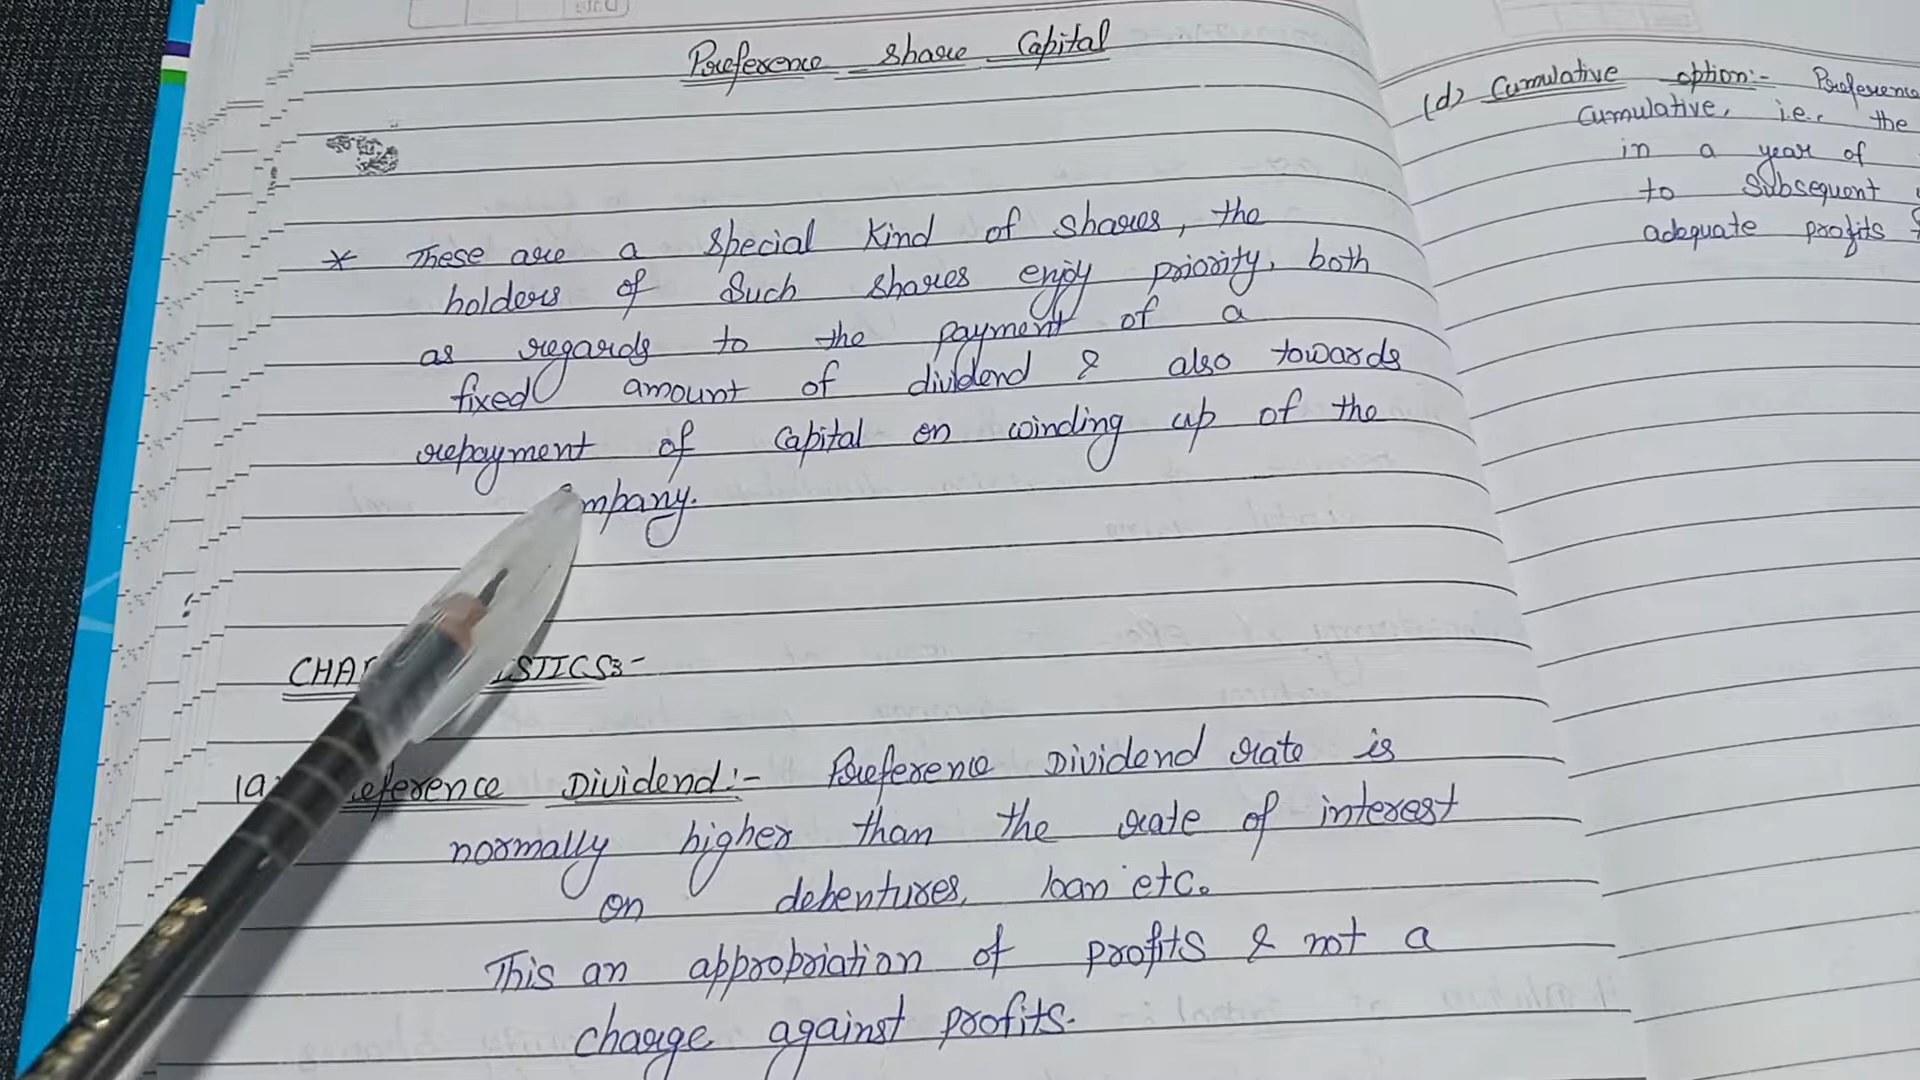 Preference share Capital
* These are a special kind of shares, the
holders of such shares enjoy priority, both
as regards to the payment of a
fixed amount of dividend & also towards
repayment of Capital on winding up of the
mpany.
CHA ISTICS:-
(a) eference Dividend:- Preference Dividend rate is
normally higher than the rate of interest
on debentures, loan etc.
This an appropriation of profits & not a
charge against profits.
(d) Cumulative option:- Preference
Cumulative, i.e., the
in a year of
to subsequent
adequate profits